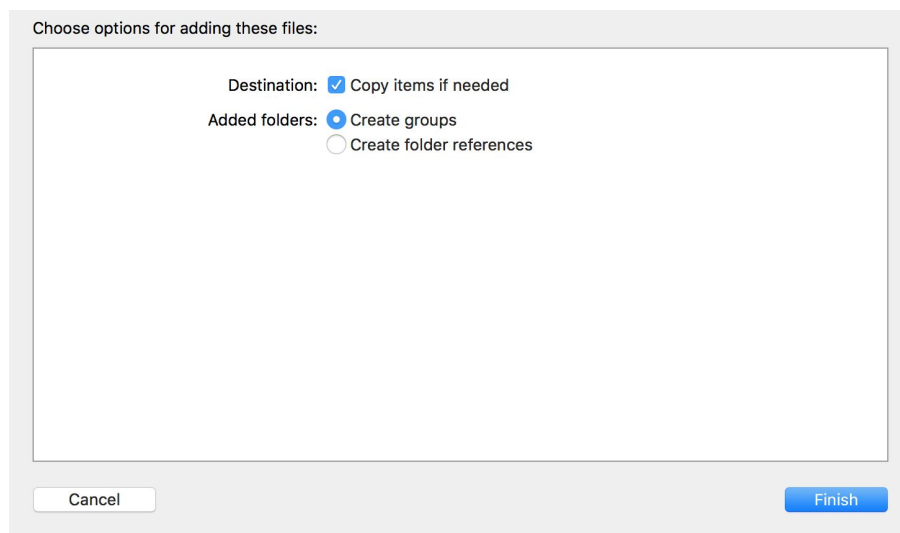 Choose options for adding these files:
Destination: Copy items if needed
Added folders: Create groups
Create folder references
Cancel Finish